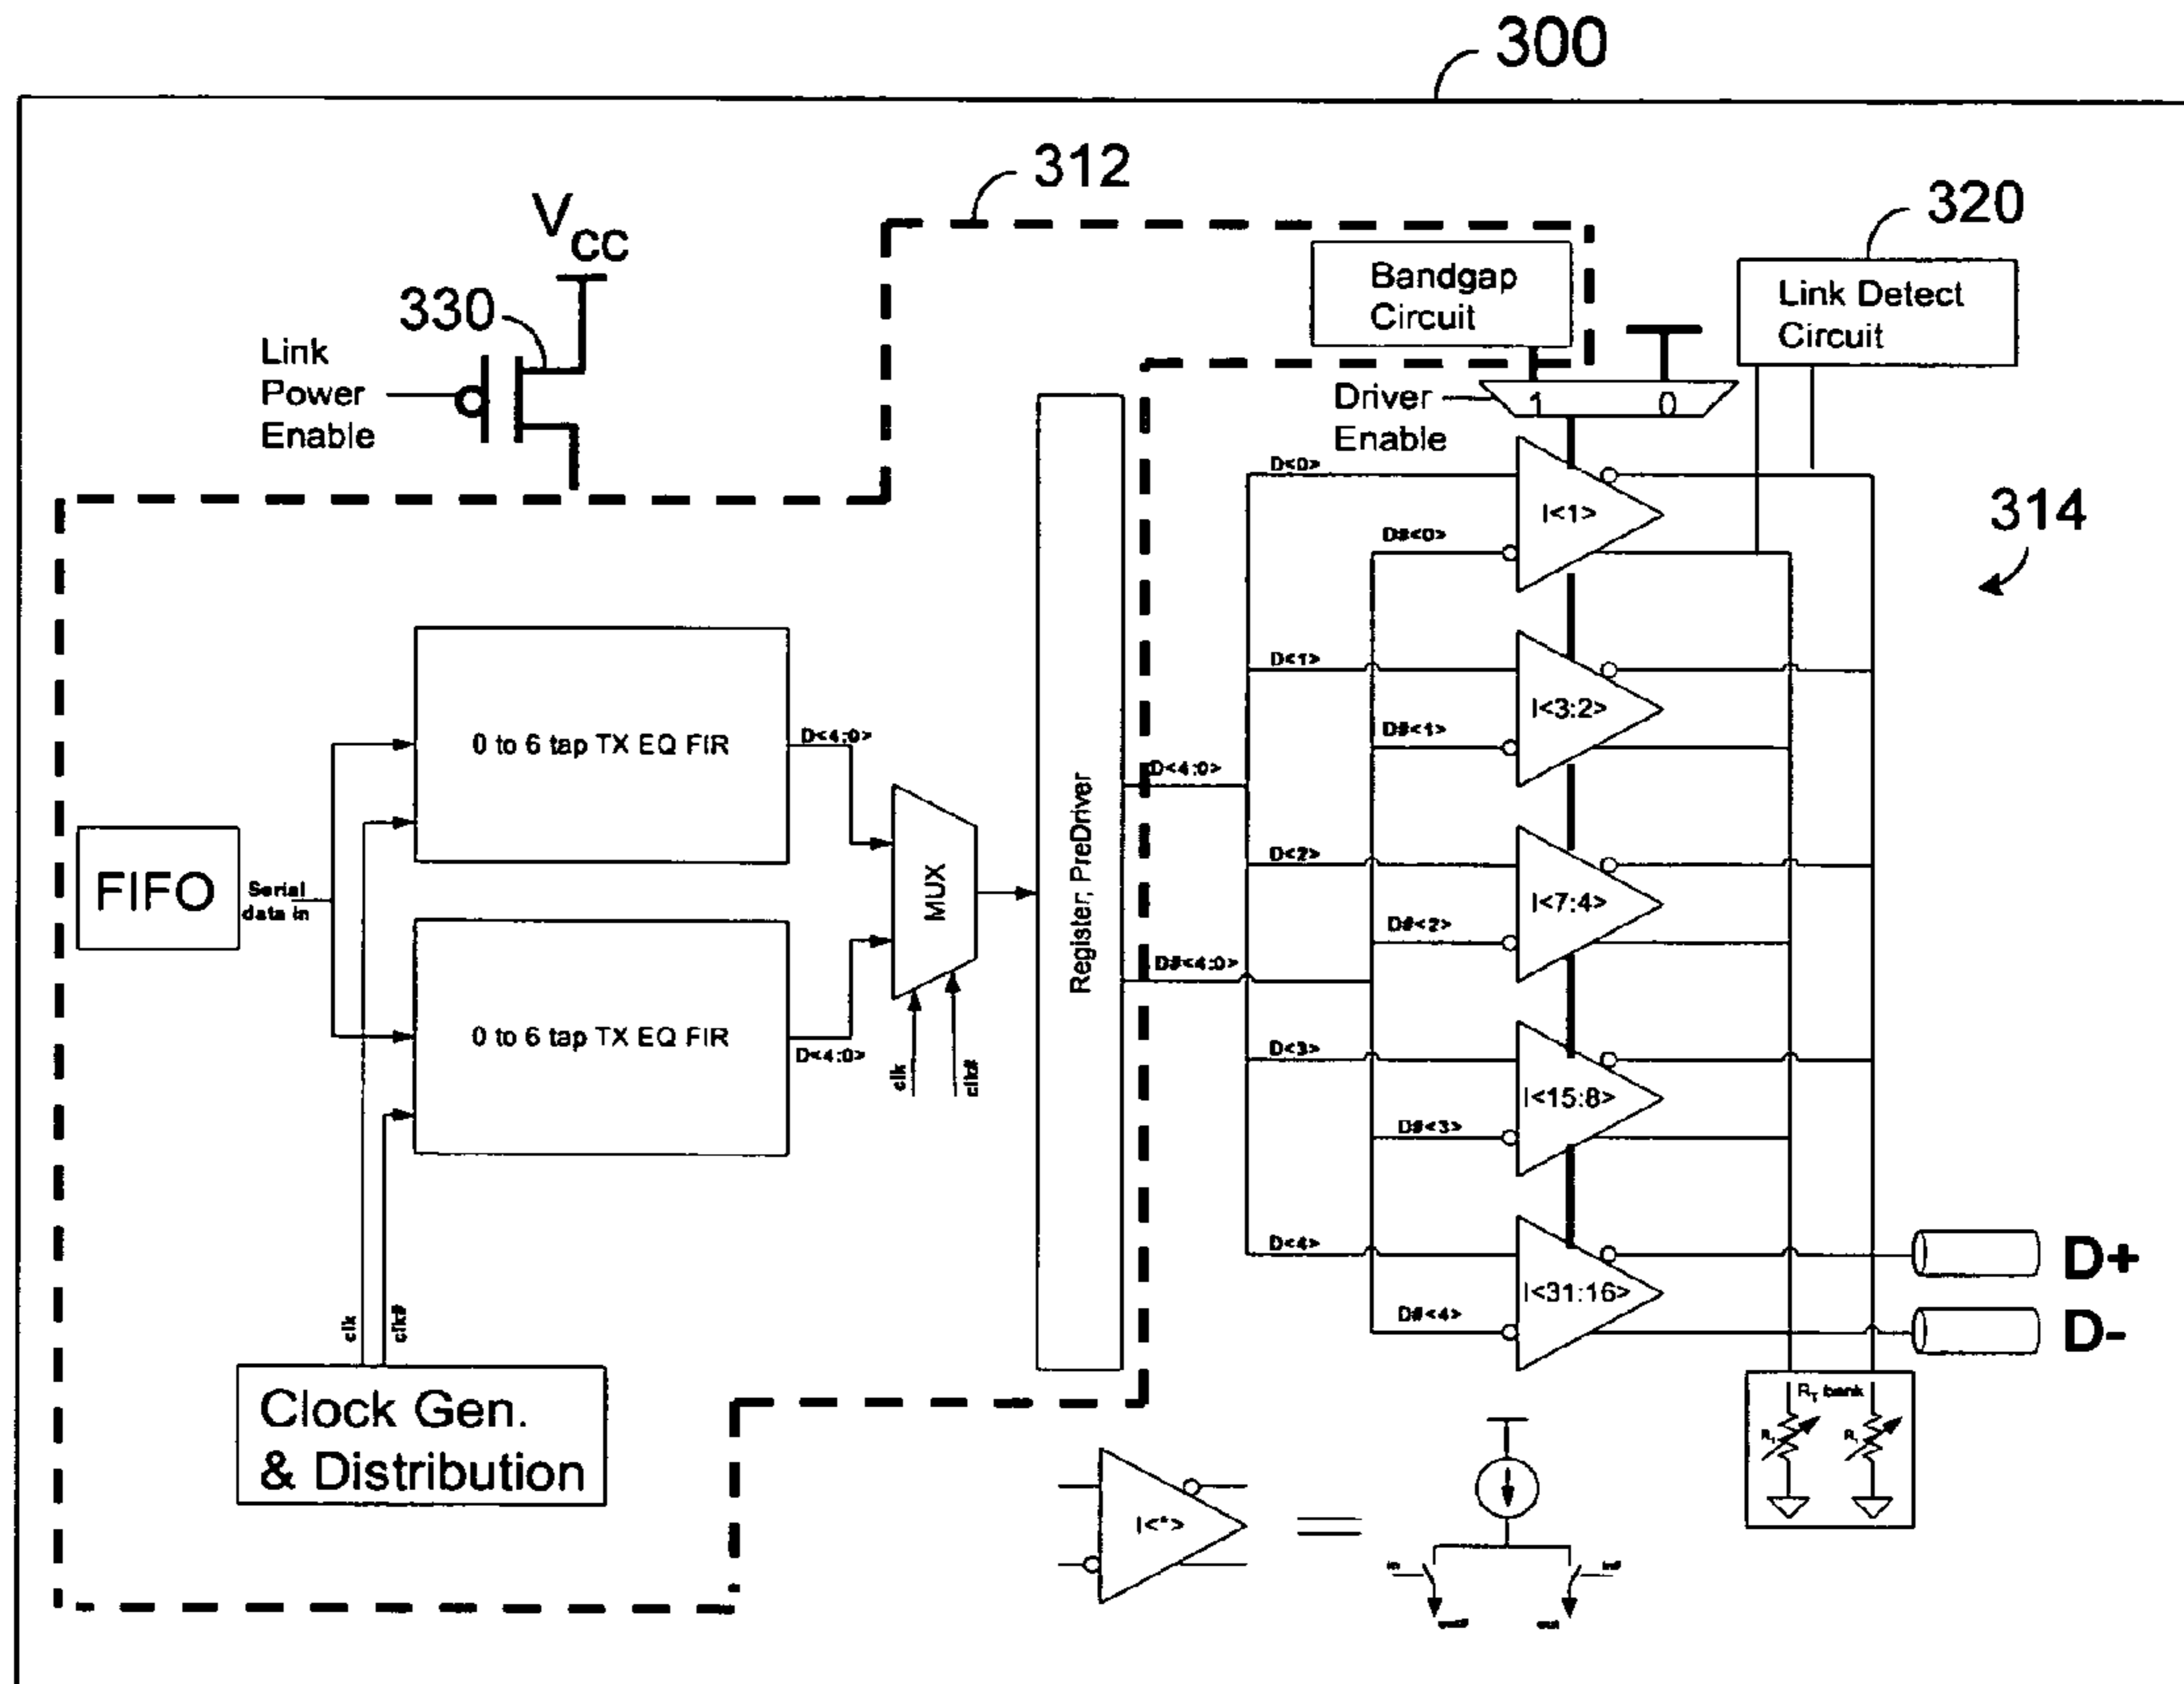 300
312
320
V
CC
330
Link
Power
Enable
Bandgap
Circuit
Link Detect
Circuit
Driver
Enable
1
0
314
D<0>
I<1>
D#<0>
D<1>
I<3:2>
D#<1>
0 to 6 tap TX EQ FIR
D<4:0>
D<4:0>
D<2>
I<7:4>
D#<2>
FIFO
Serial
data in
MUX
Register; PreDriver
D#<4:0>
0 to 6 tap TX EQ FIR
D<4:0>
clk
clk#
D<3>
I<15:8>
D#<3>
D<4>
I<31:16>
D#<4>
D+
D-
clk
clk#
Clock Gen.
& Distribution
RT bank
I<*>
in
in#
out#
out